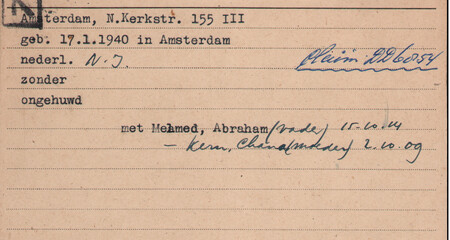 Amsterdam, N.Kerkstr. 155 III
geb. 17.1.1940 in Amsterdam
nederl. N.I.
zonder
ongehuwd
met Mehmed, Abraham (vader) 15.10.14
- Kern, Chana (moeder) 2.10.09